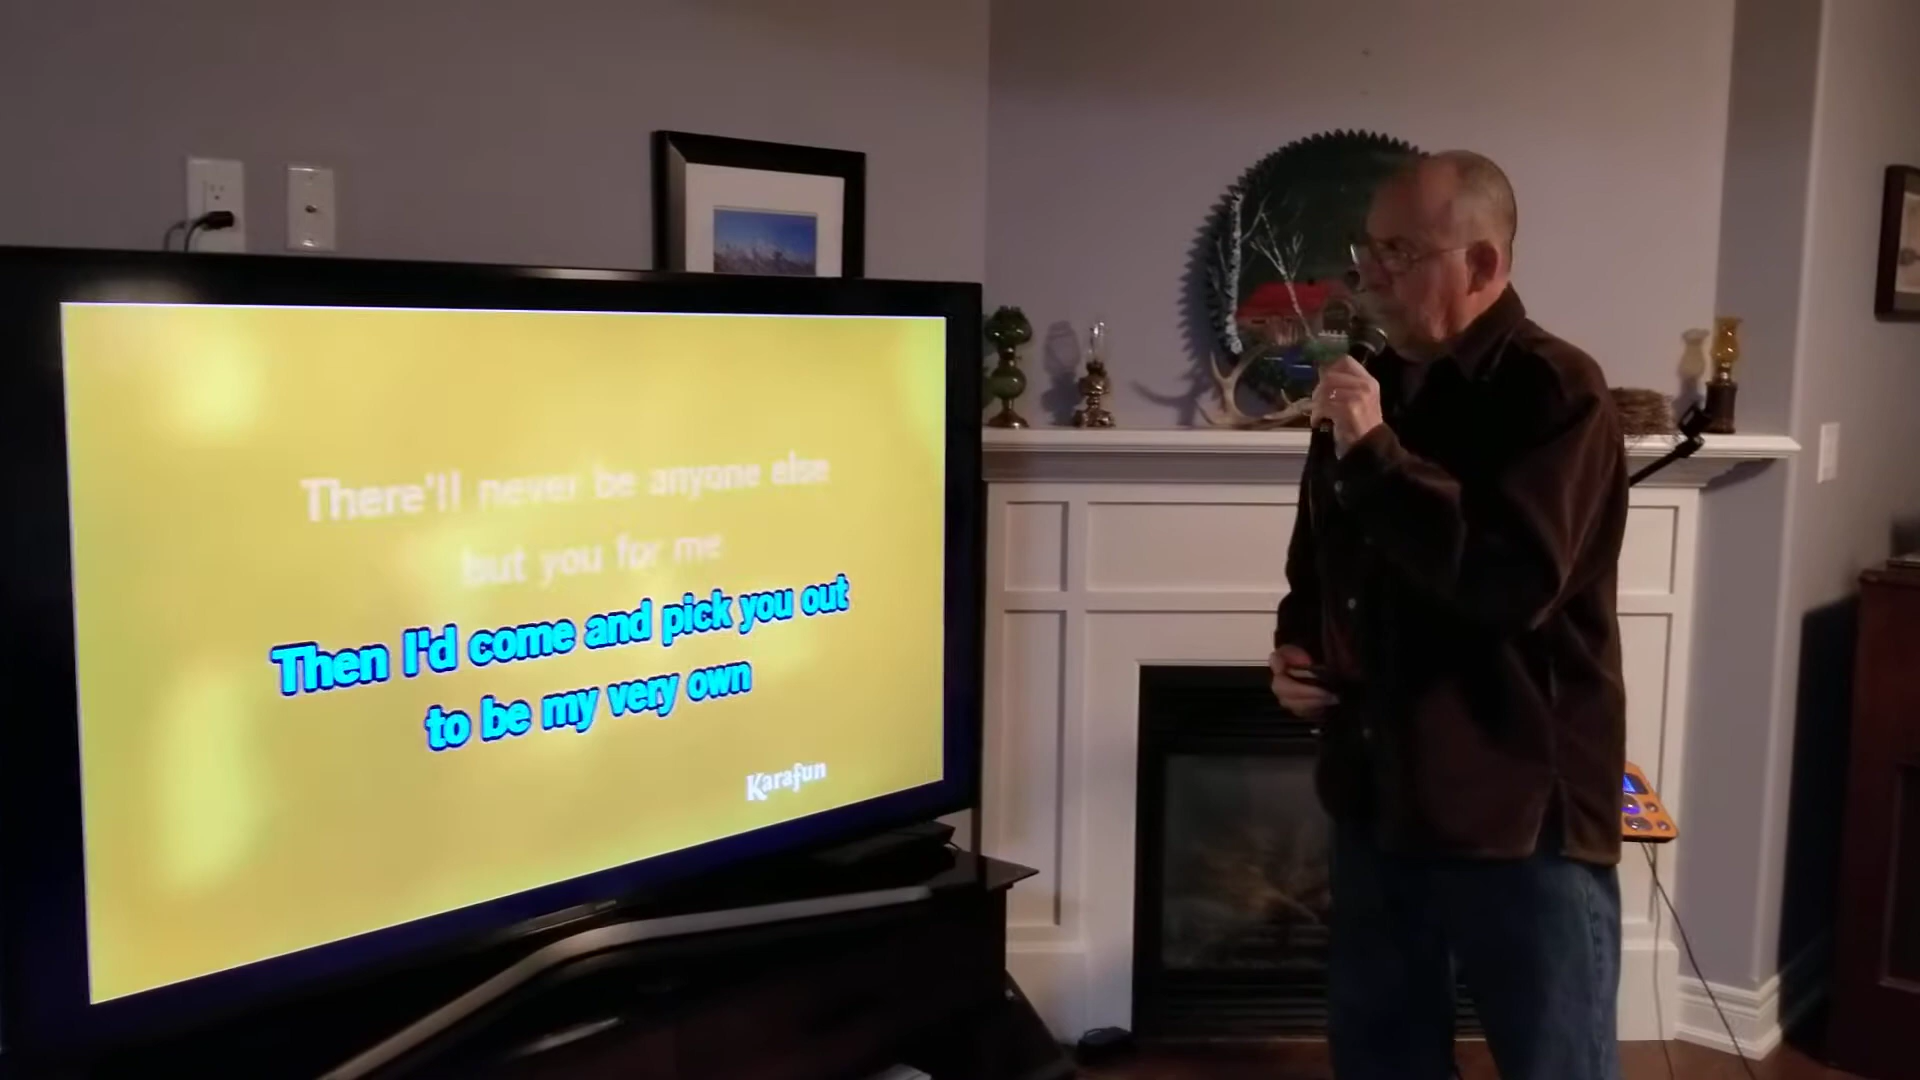 There'll never be anyone else
but you for me
Then I'd come and pick you out
to be my very own
Karafun